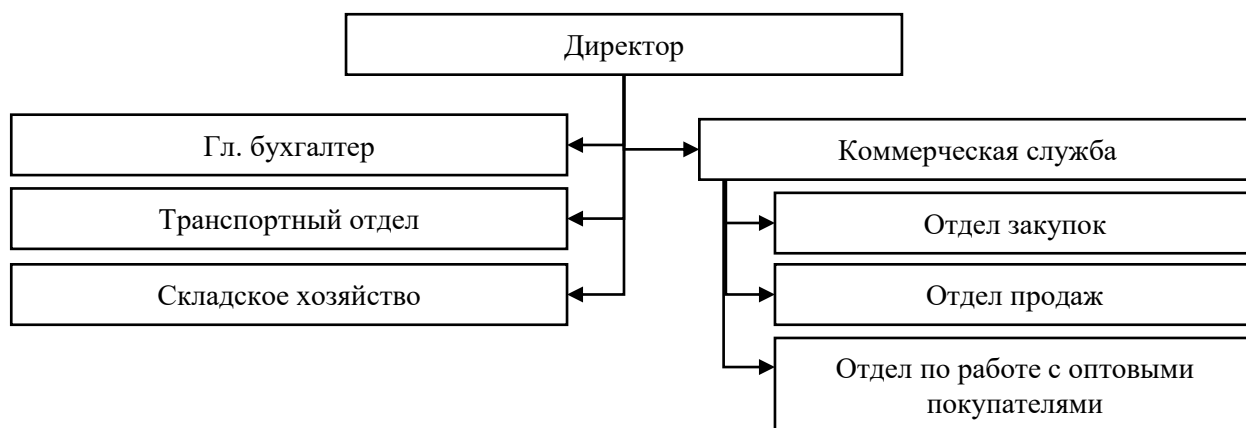 Директор
Гл. бухгалтер
Коммерческая служба
Транспортный отдел
Отдел закупок
Складское хозяйство
Отдел продаж
Отдел по работе с оптовыми
покупателями